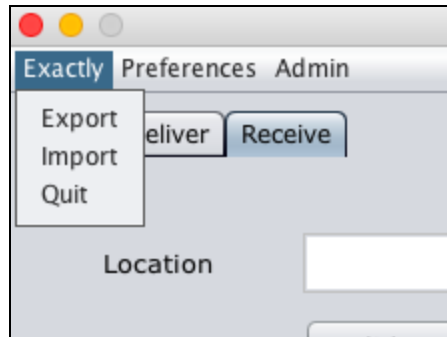 Exactly Preferences Admin
Export
Import
Quit
eliver Receive
Location